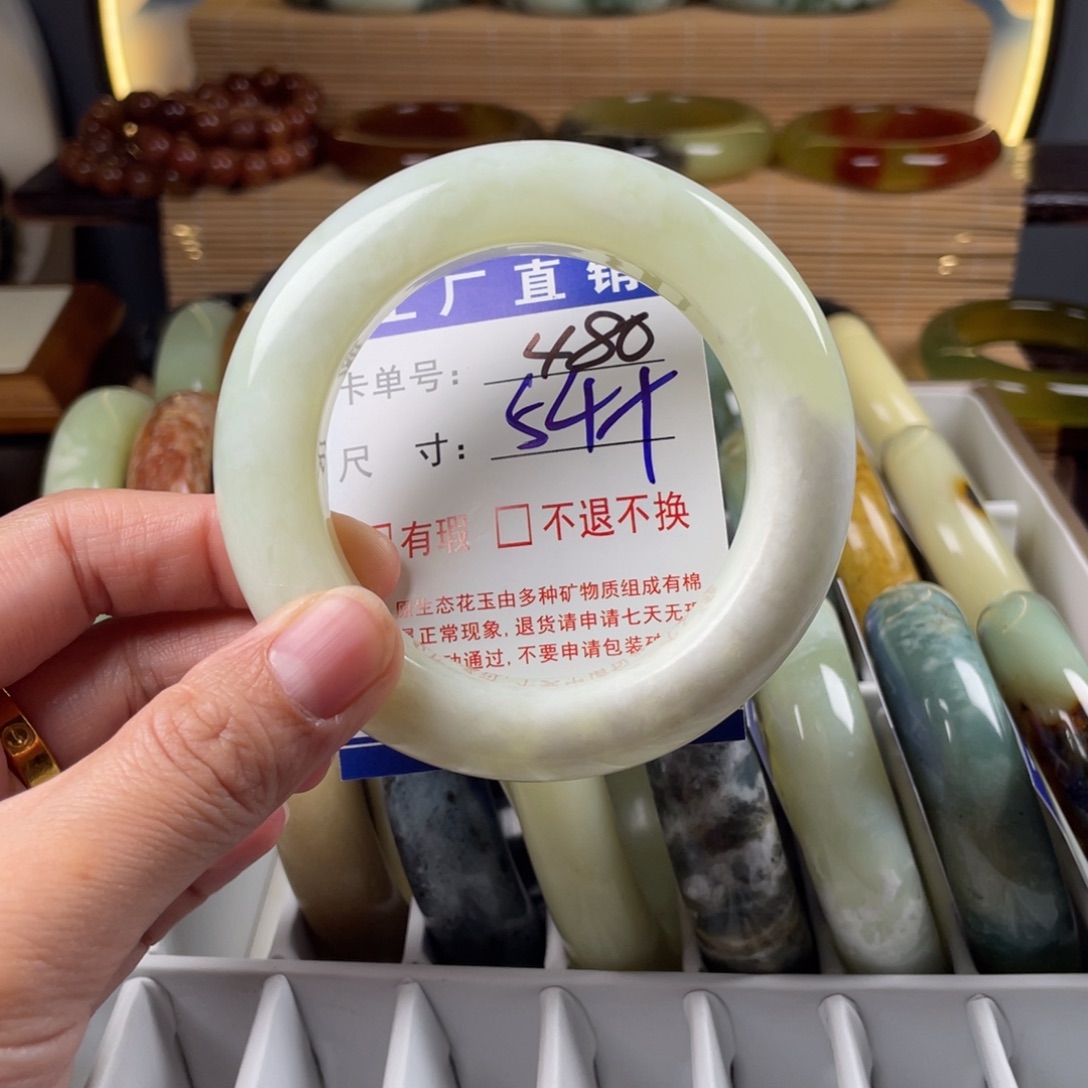 厂直销
卡单号： 480
尺 寸： 54
有瑕 不退不换
原生态花玉由多种矿物质组成有棉
正常现象，退货请申请七天无理
通过，不要申请包装破